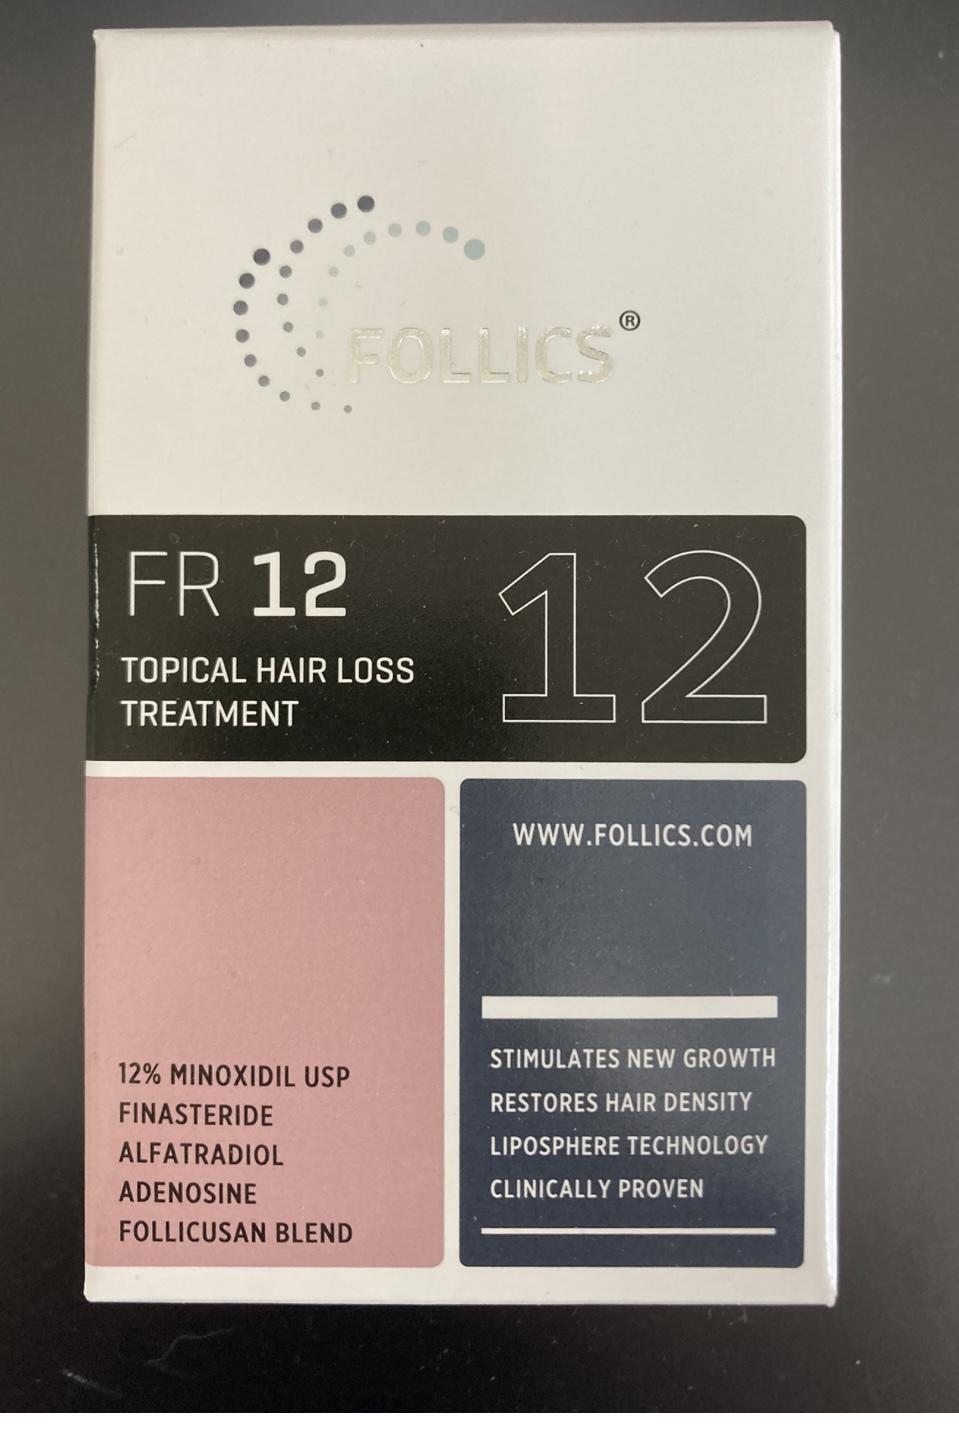 FOLLICS®
FR 12
TOPICAL HAIR LOSS
TREATMENT
12
12% MINOXIDIL USP
FINASTERIDE
ALFATRADIOL
ADENOSINE
FOLLICUSAN BLEND
WWW.FOLLICS.COM
STIMULATES NEW GROWTH
RESTORES HAIR DENSITY
LIPOSPHERE TECHNOLOGY
CLINICALLY PROVEN